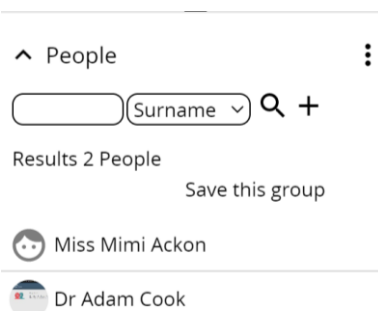 People
Surname
Results 2 People
Save this group
Miss Mimi Ackon
Dr Adam Cook